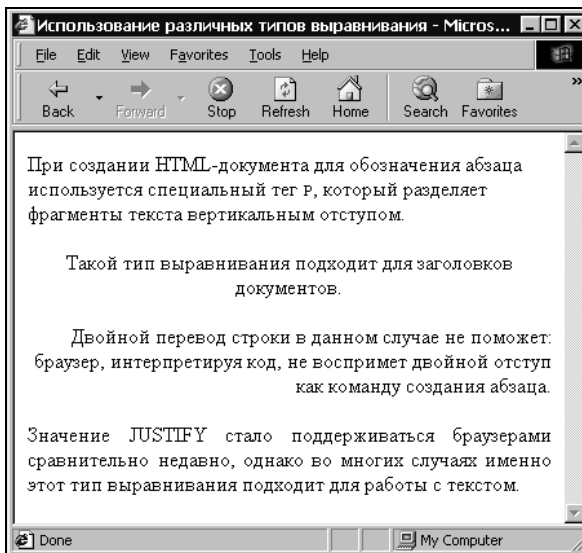 Использование различных типов выравнивания - Micros...
File Edit View Favorites Tools Help
Back Forward Stop Refresh Home Search Favorites »
При создании HTML-документа для обозначения абзаца
используется специальный тег P, который разделяет
фрагменты текста вертикальным отступом.
Такой тип выравнивания подходит для заголовков
документов.
Двойной перевод строки в данном случае не поможет:
браузер, интерпретируя код, не воспримет двойной отступ
как команду создания абзаца.
Значение JUSTIFY стало поддерживаться браузерами
сравнительно недавно, однако во многих случаях именно
этот тип выравнивания подходит для работы с текстом.
Done My Computer